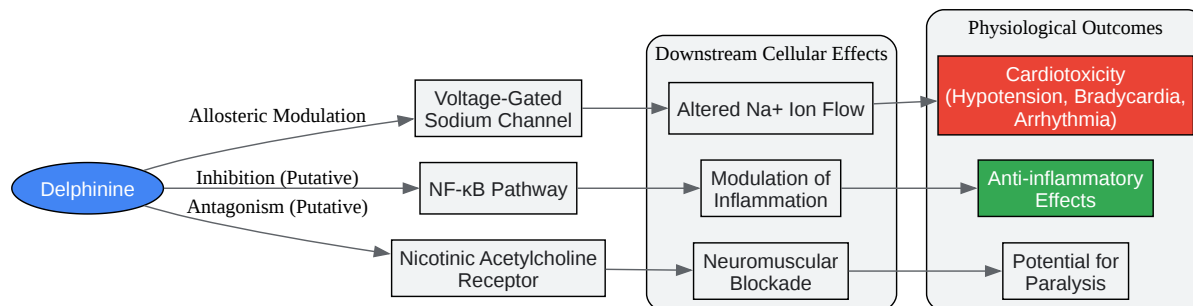 Downstream Cellular Effects
Physiological Outcomes
Delphinine
Allosteric Modulation
Voltage-Gated
Sodium Channel
Altered Na+ Ion Flow
Cardiotoxicity
(Hypotension, Bradycardia,
Arrhythmia)
Inhibition (Putative)
NF-κB Pathway
Modulation of
Inflammation
Anti-inflammatory
Effects
Antagonism (Putative)
Nicotinic Acetylcholine
Receptor
Neuromuscular
Blockade
Potential for
Paralysis